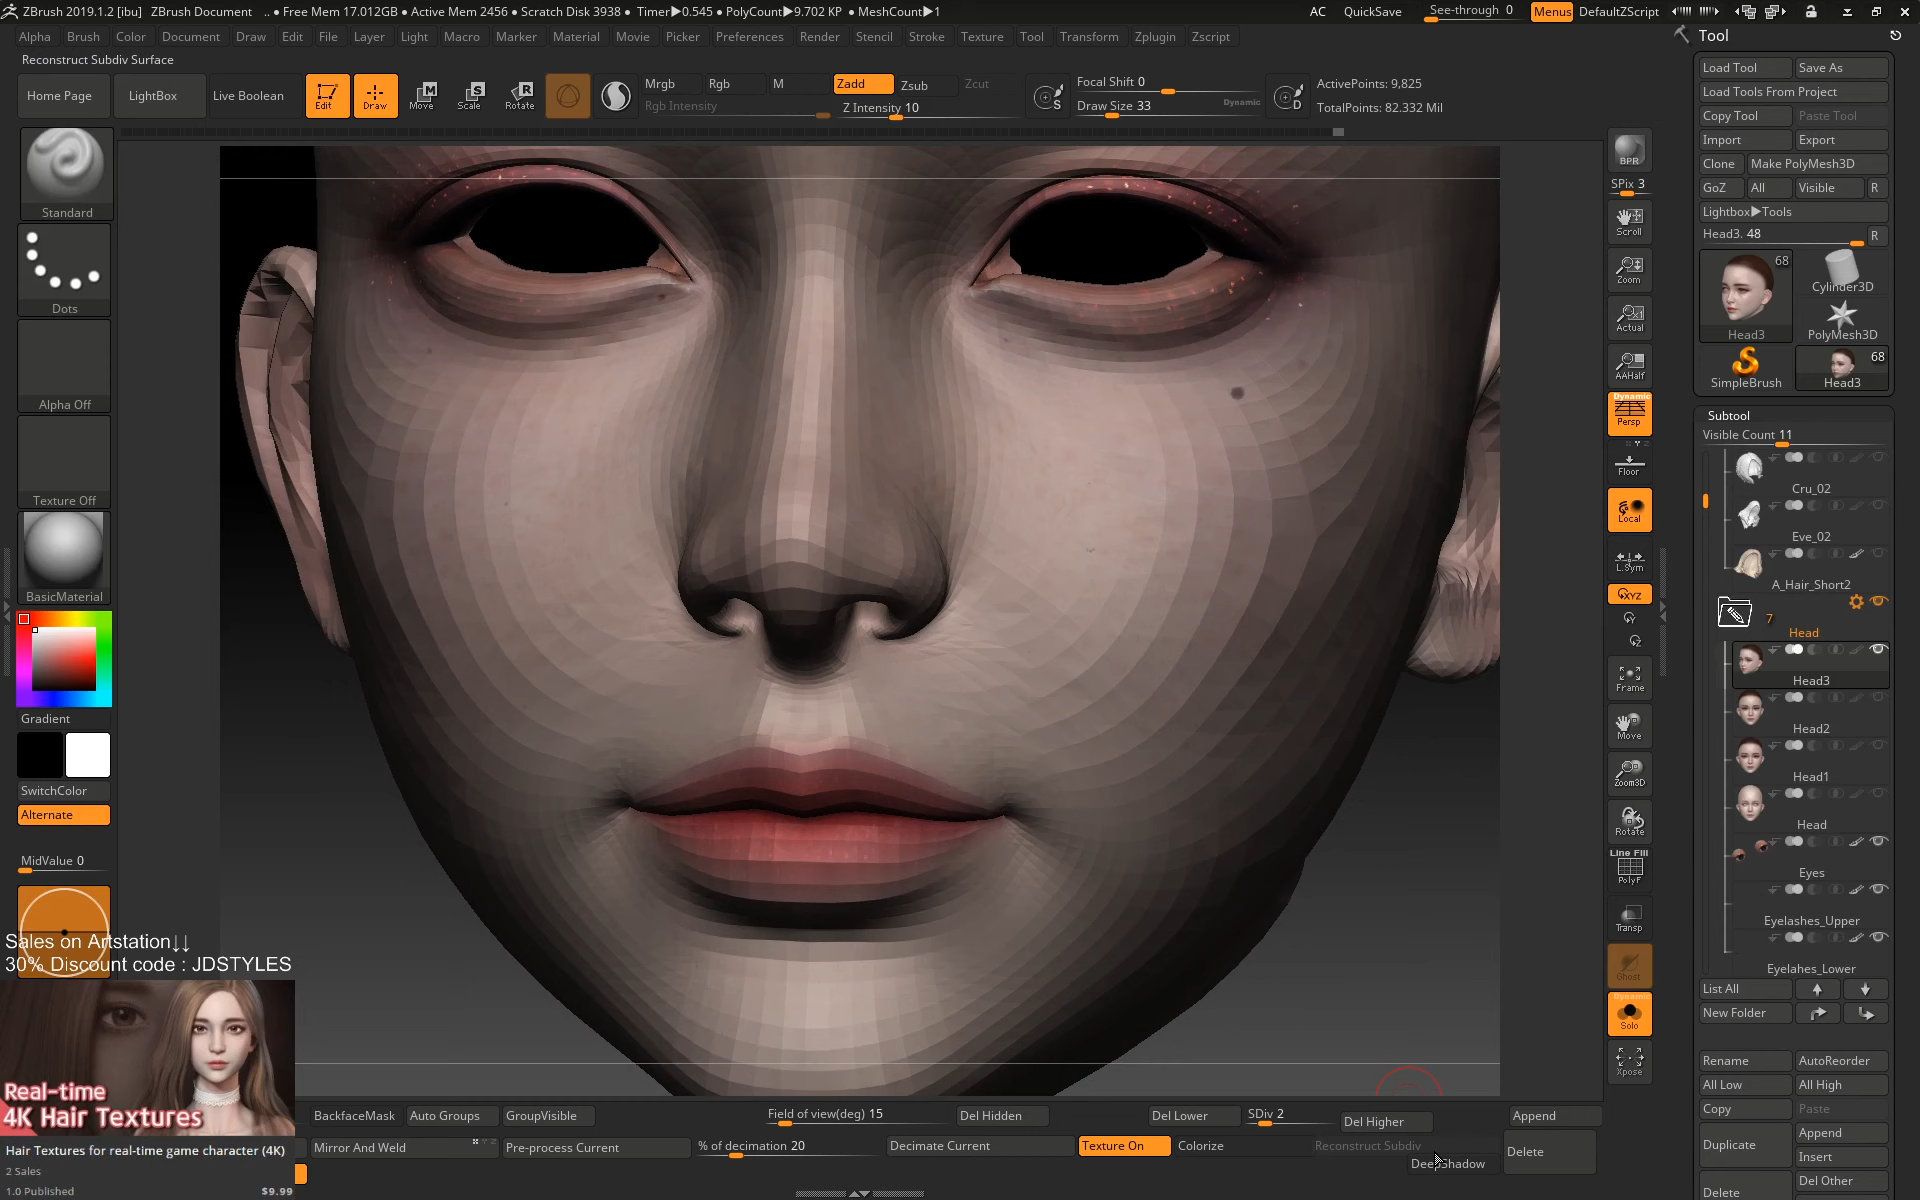 ZBrush 2019.1.2 [ibu] ZBrush Document .. • Free Mem 17.012GB • Active Mem 2456 • Scratch Disk 3938 • Timer▶0.545 • PolyCount▶9.702 KP • MeshCount▶1 AC QuickSave See-through 0 Menus DefaultZScript
Alpha Brush Color Document Draw Edit File Layer Light Macro Marker Material Movie Picker Preferences Render Stencil Stroke Texture Tool Transform Zplugin Zscript
Reconstruct Subdiv Surface
Home Page LightBox Live Boolean Edit Draw Move Scale Rotate
Mrgb Rgb M Zadd Zsub Zcut
Rgb Intensity Z Intensity 10
Focal Shift 0
Draw Size 33 Dynamic
ActivePoints: 9,825
TotalPoints: 82.332 Mil
Standard
Dots
Alpha Off
Texture Off
BasicMaterial
Gradient
SwitchColor
Alternate
MidValue 0
Sales on Artstation↓↓
30% Discount code : JDSTYLES
Real-time
4K Hair Textures
Hair Textures for real-time game character (4K)
2 Sales
1.0 Published $9.99
BackfaceMask Auto Groups GroupVisible Field of view(deg) 15 Del Hidden Del Lower SDiv 2 Del Higher Append
Mirror And Weld Pre-process Current % of decimation 20 Decimate Current Texture On Colorize Reconstruct Subdiv Delete
BPR
SPix 3
Scroll
Zoom
Actual
AAHalf
Dynamic
Persp
Floor
Local
L.Sym
XYZ
Frame
Move
Zoom3D
Rotate
Line Fill
PolyF
Transp
Ghost
Dynamic
Solo
Xpose
Tool
Load Tool Save As
Load Tools From Project
Copy Tool Paste Tool
Import Export
Clone Make PolyMesh3D
GoZ All Visible R
Lightbox▶Tools
Head3. 48 R
68
Head3
Cylinder3D
PolyMesh3D
SimpleBrush
68
Head3
Subtool
Visible Count 11
Cru_02
Eve_02
A_Hair_Short2
7
Head
Head3
Head2
Head1
Head
Eyes
Eyelashes_Upper
Eyelahes_Lower
List All
New Folder
Rename AutoReorder
All Low All High
Copy Paste
Duplicate Append
Insert
Delete Del Other